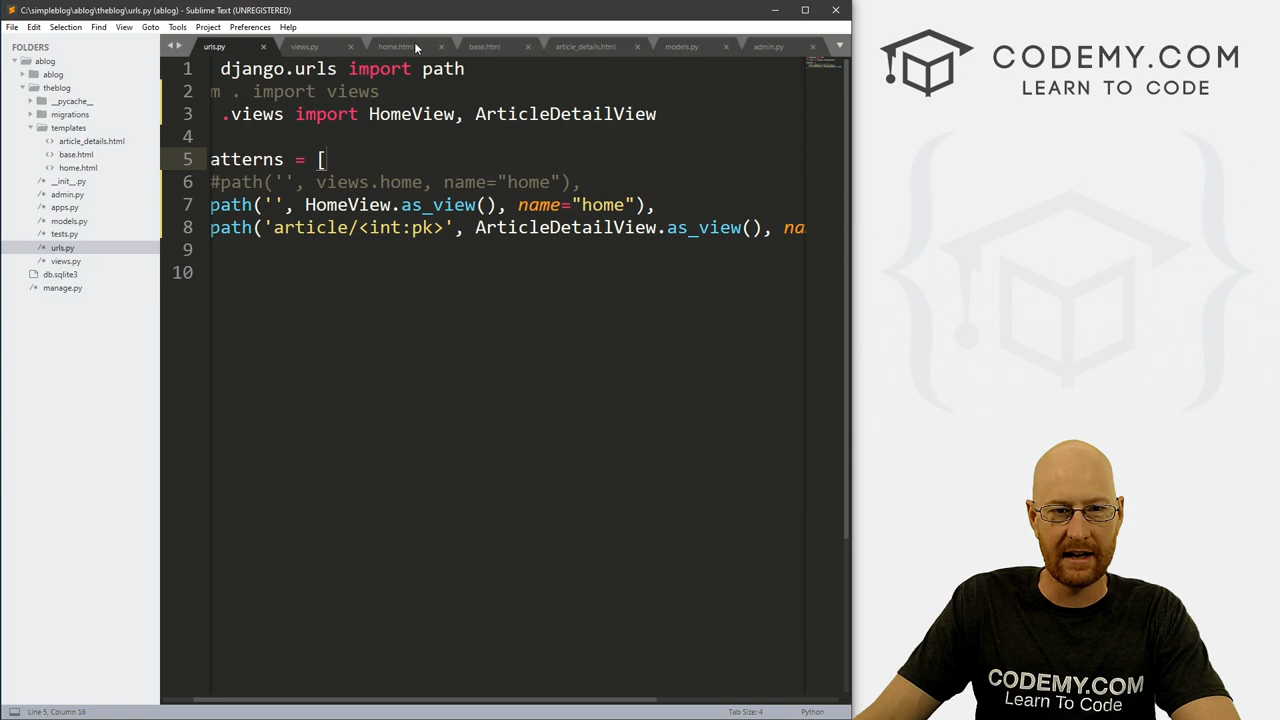 C:\simpleblog\ablog\theblog\urls.py (ablog) - Sublime Text (UNREGISTERED)
File Edit Selection Find View Goto Tools Project Preferences Help
FOLDERS
ablog
ablog
theblog
__pycache__
migrations
templates
article_details.html
base.html
home.html
__init__.py
admin.py
apps.py
models.py
tests.py
urls.py
views.py
db.sqlite3
manage.py
urls.py views.py home.html base.html article_details.html models.py admin.py
1 django.urls import path
2 m . import views
3 .views import HomeView, ArticleDetailView
4
5 atterns = [
6 #path('', views.home, name="home"),
7 path('', HomeView.as_view(), name="home"),
8 path('article/<int:pk>', ArticleDetailView.as_view(), na
9
10
Line 5, Column 16 Tab Size: 4 Python
CODEMY.COM
LEARN TO CODE
CODEMY.COM
Learn To Code